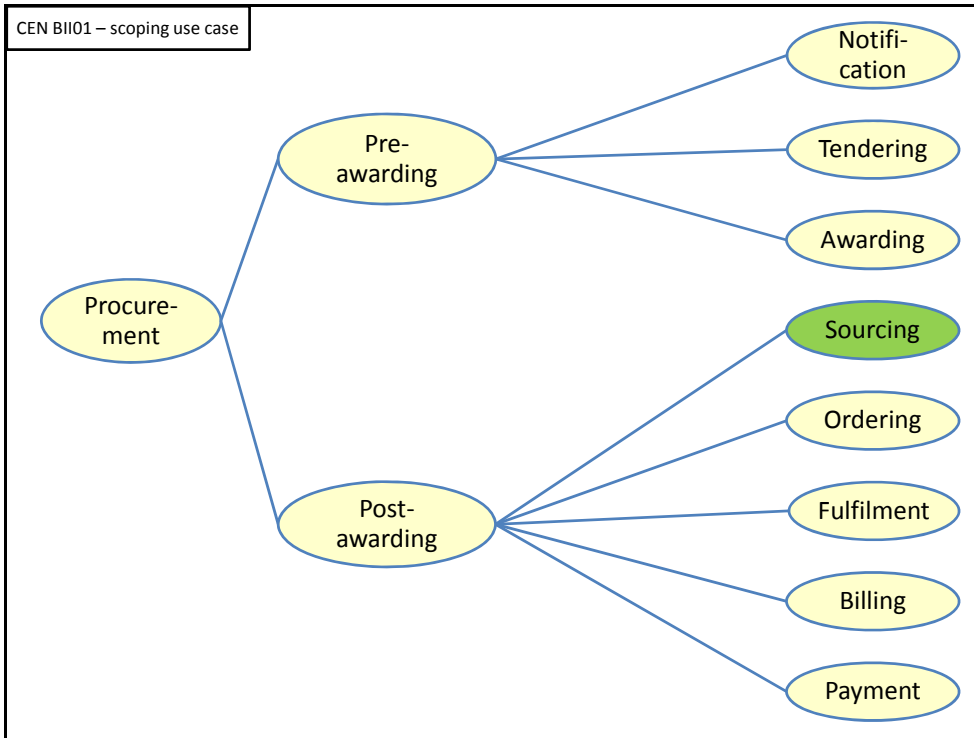 CEN BII01 – scoping use case
Notifi-
cation
Pre-
awarding
Tendering
Awarding
Procure-
ment
Sourcing
Ordering
Post-
awarding
Fulfilment
Billing
Payment